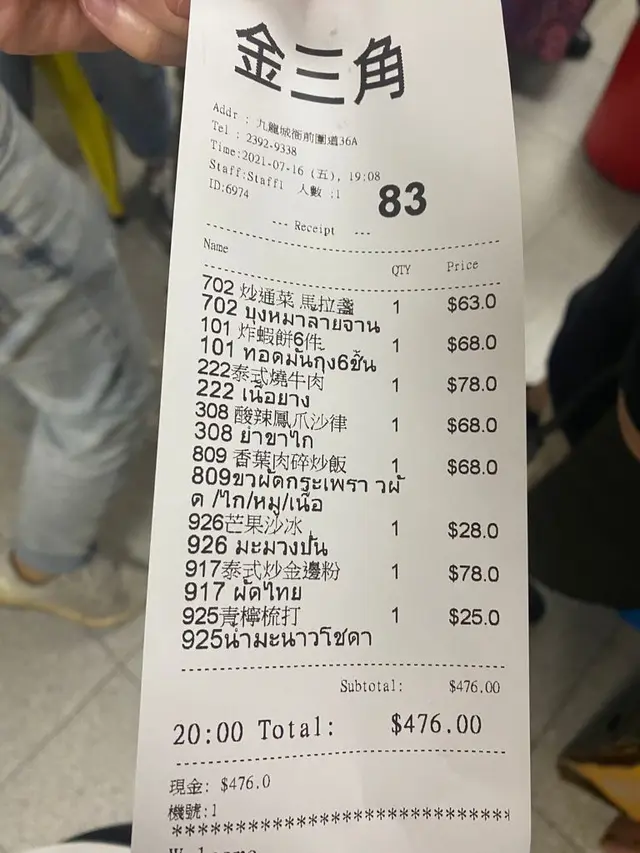 金三角
Addr : 九龍城衙前圍道36A
Tel : 2392-9338
Time:2021-07-16 (五), 19:08
Staff:Staff1 人數 :1
ID:6974
83
--- Receipt ---
Name QTY Price
702 炒通菜 馬拉盞 1 $63.0
702 บุงหมาลายจาน
101 炸蝦餅6件 1 $68.0
101 ทอดมันกุง6ชิ้น
222泰式燒牛肉 1 $78.0
222 เนื้อยาง
308 酸辣鳳爪沙律 1 $68.0
308 ยำขาไก
809 香葉肉碎炒飯 1 $68.0
809ขวผัดกระเพรา วผั
ด /ไก/หมู/เนือ
926芒果沙冰 1 $28.0
926 มะมวงปั่น
917泰式炒金邊粉 1 $78.0
917 ผัดไทย
925青檸梳打 1 $25.0
925น้ำมะนาวโซดา
Subtotal: $476.00
20:00 Total: $476.00
現金: $476.0
機號:1
****************************************
Welcome